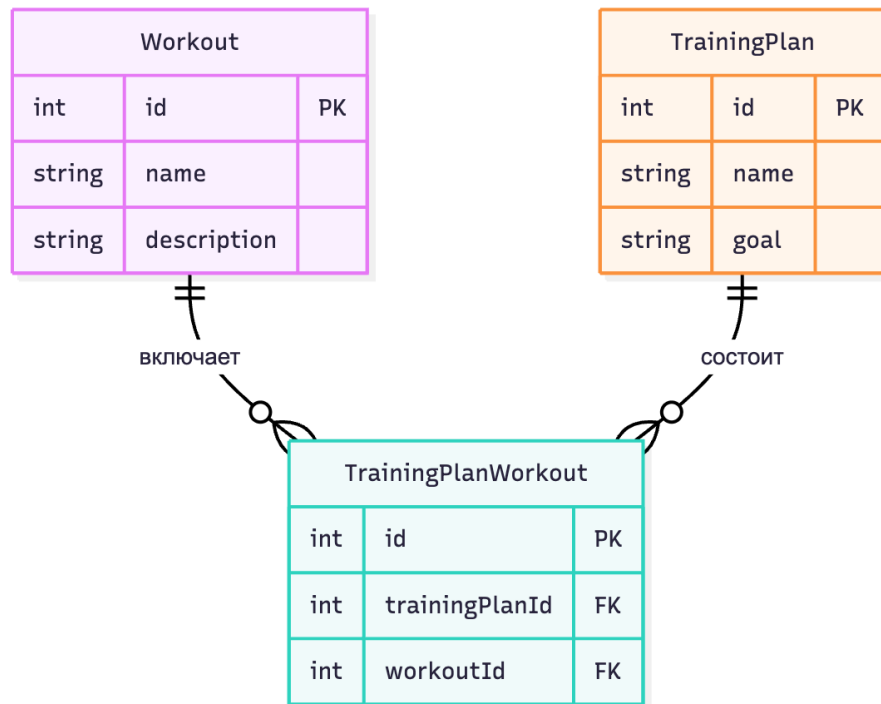 Workout
int id PK
string name
string description
TrainingPlan
int id PK
string name
string goal
включает
состоит
TrainingPlanWorkout
int id PK
int trainingPlanId FK
int workoutId FK